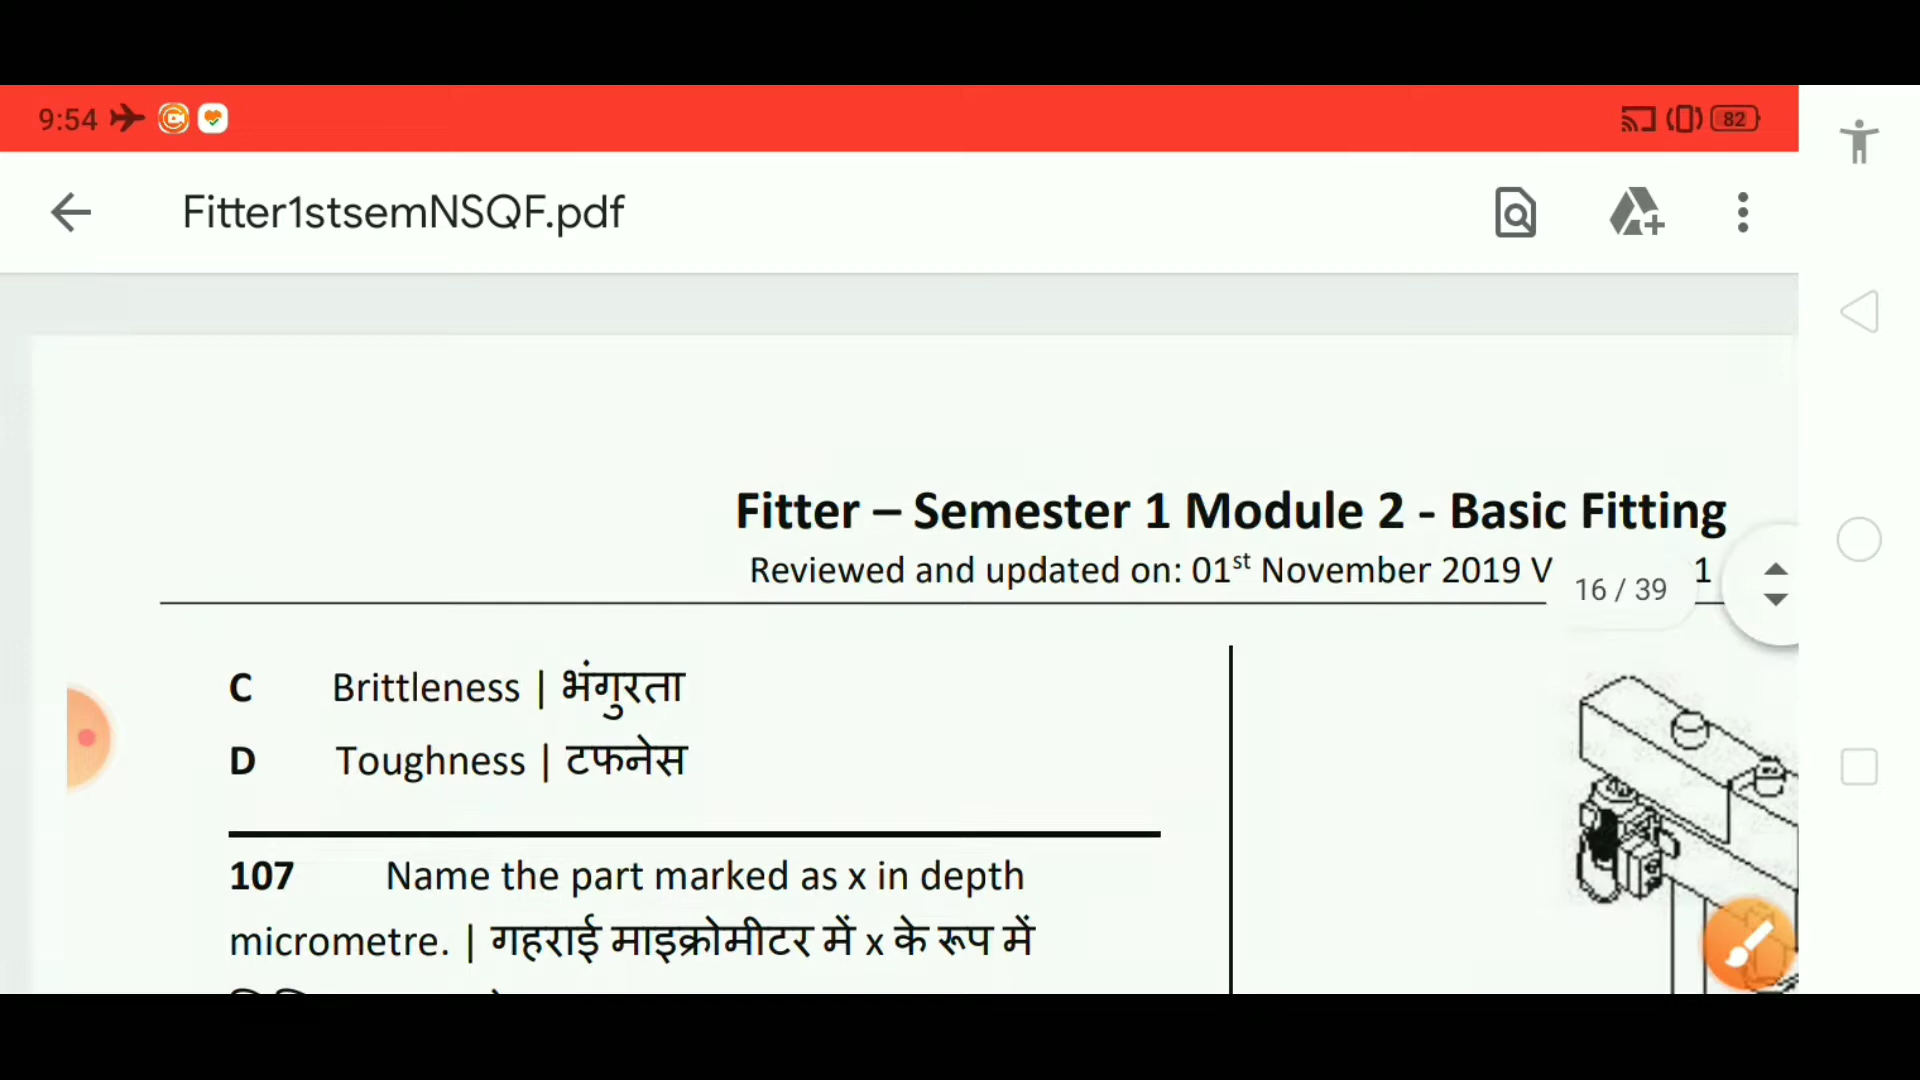 9:54
82
Fitter1stsemNSQF.pdf
Fitter – Semester 1 Module 2 - Basic Fitting
Reviewed and updated on: 01st November 2019 V 1
16 / 39
C Brittleness | भंगुरता
D Toughness | टफनेस
107 Name the part marked as x in depth
micrometre. | गहराई माइक्रोमीटर में x के रूप में